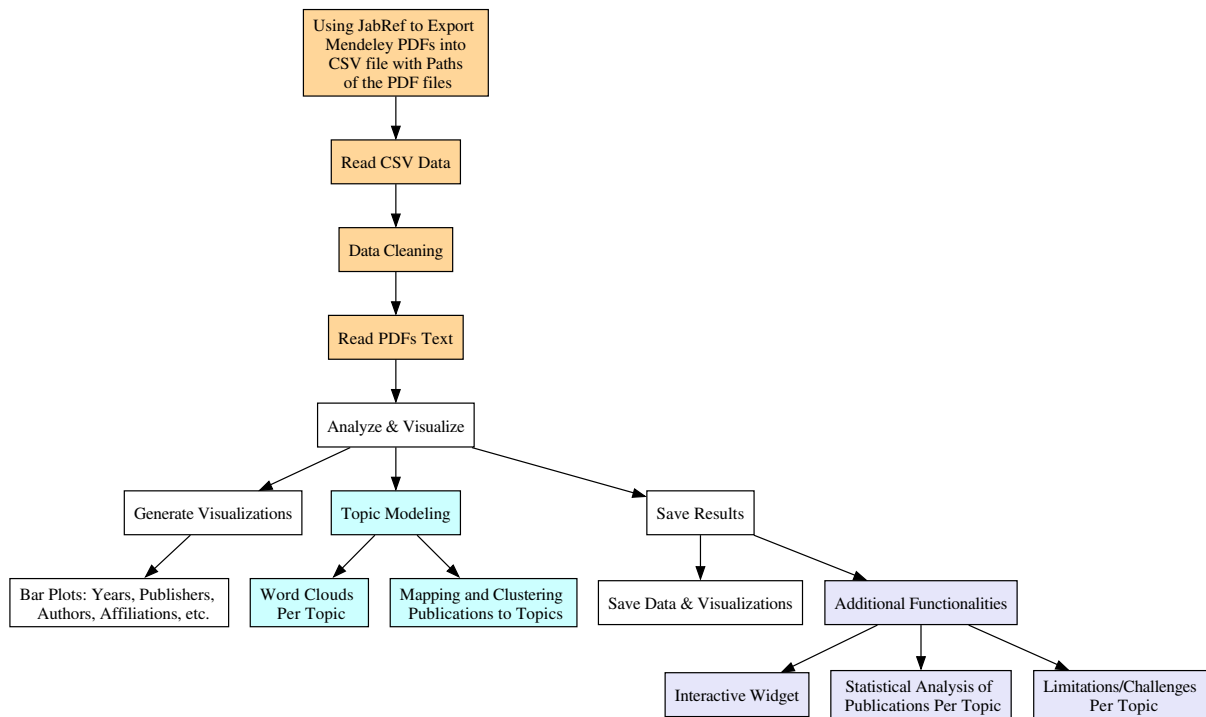 Using JabRef to Export
Mendeley PDFs into
CSV file with Paths
of the PDF files
Read CSV Data
Data Cleaning
Read PDFs Text
Analyze & Visualize
Generate Visualizations
Topic Modeling
Save Results
Bar Plots: Years, Publishers,
Authors, Affiliations, etc.
Word Clouds
Per Topic
Mapping and Clustering
Publications to Topics
Save Data & Visualizations
Additional Functionalities
Interactive Widget
Statistical Analysis of
Publications Per Topic
Limitations/Challenges
Per Topic